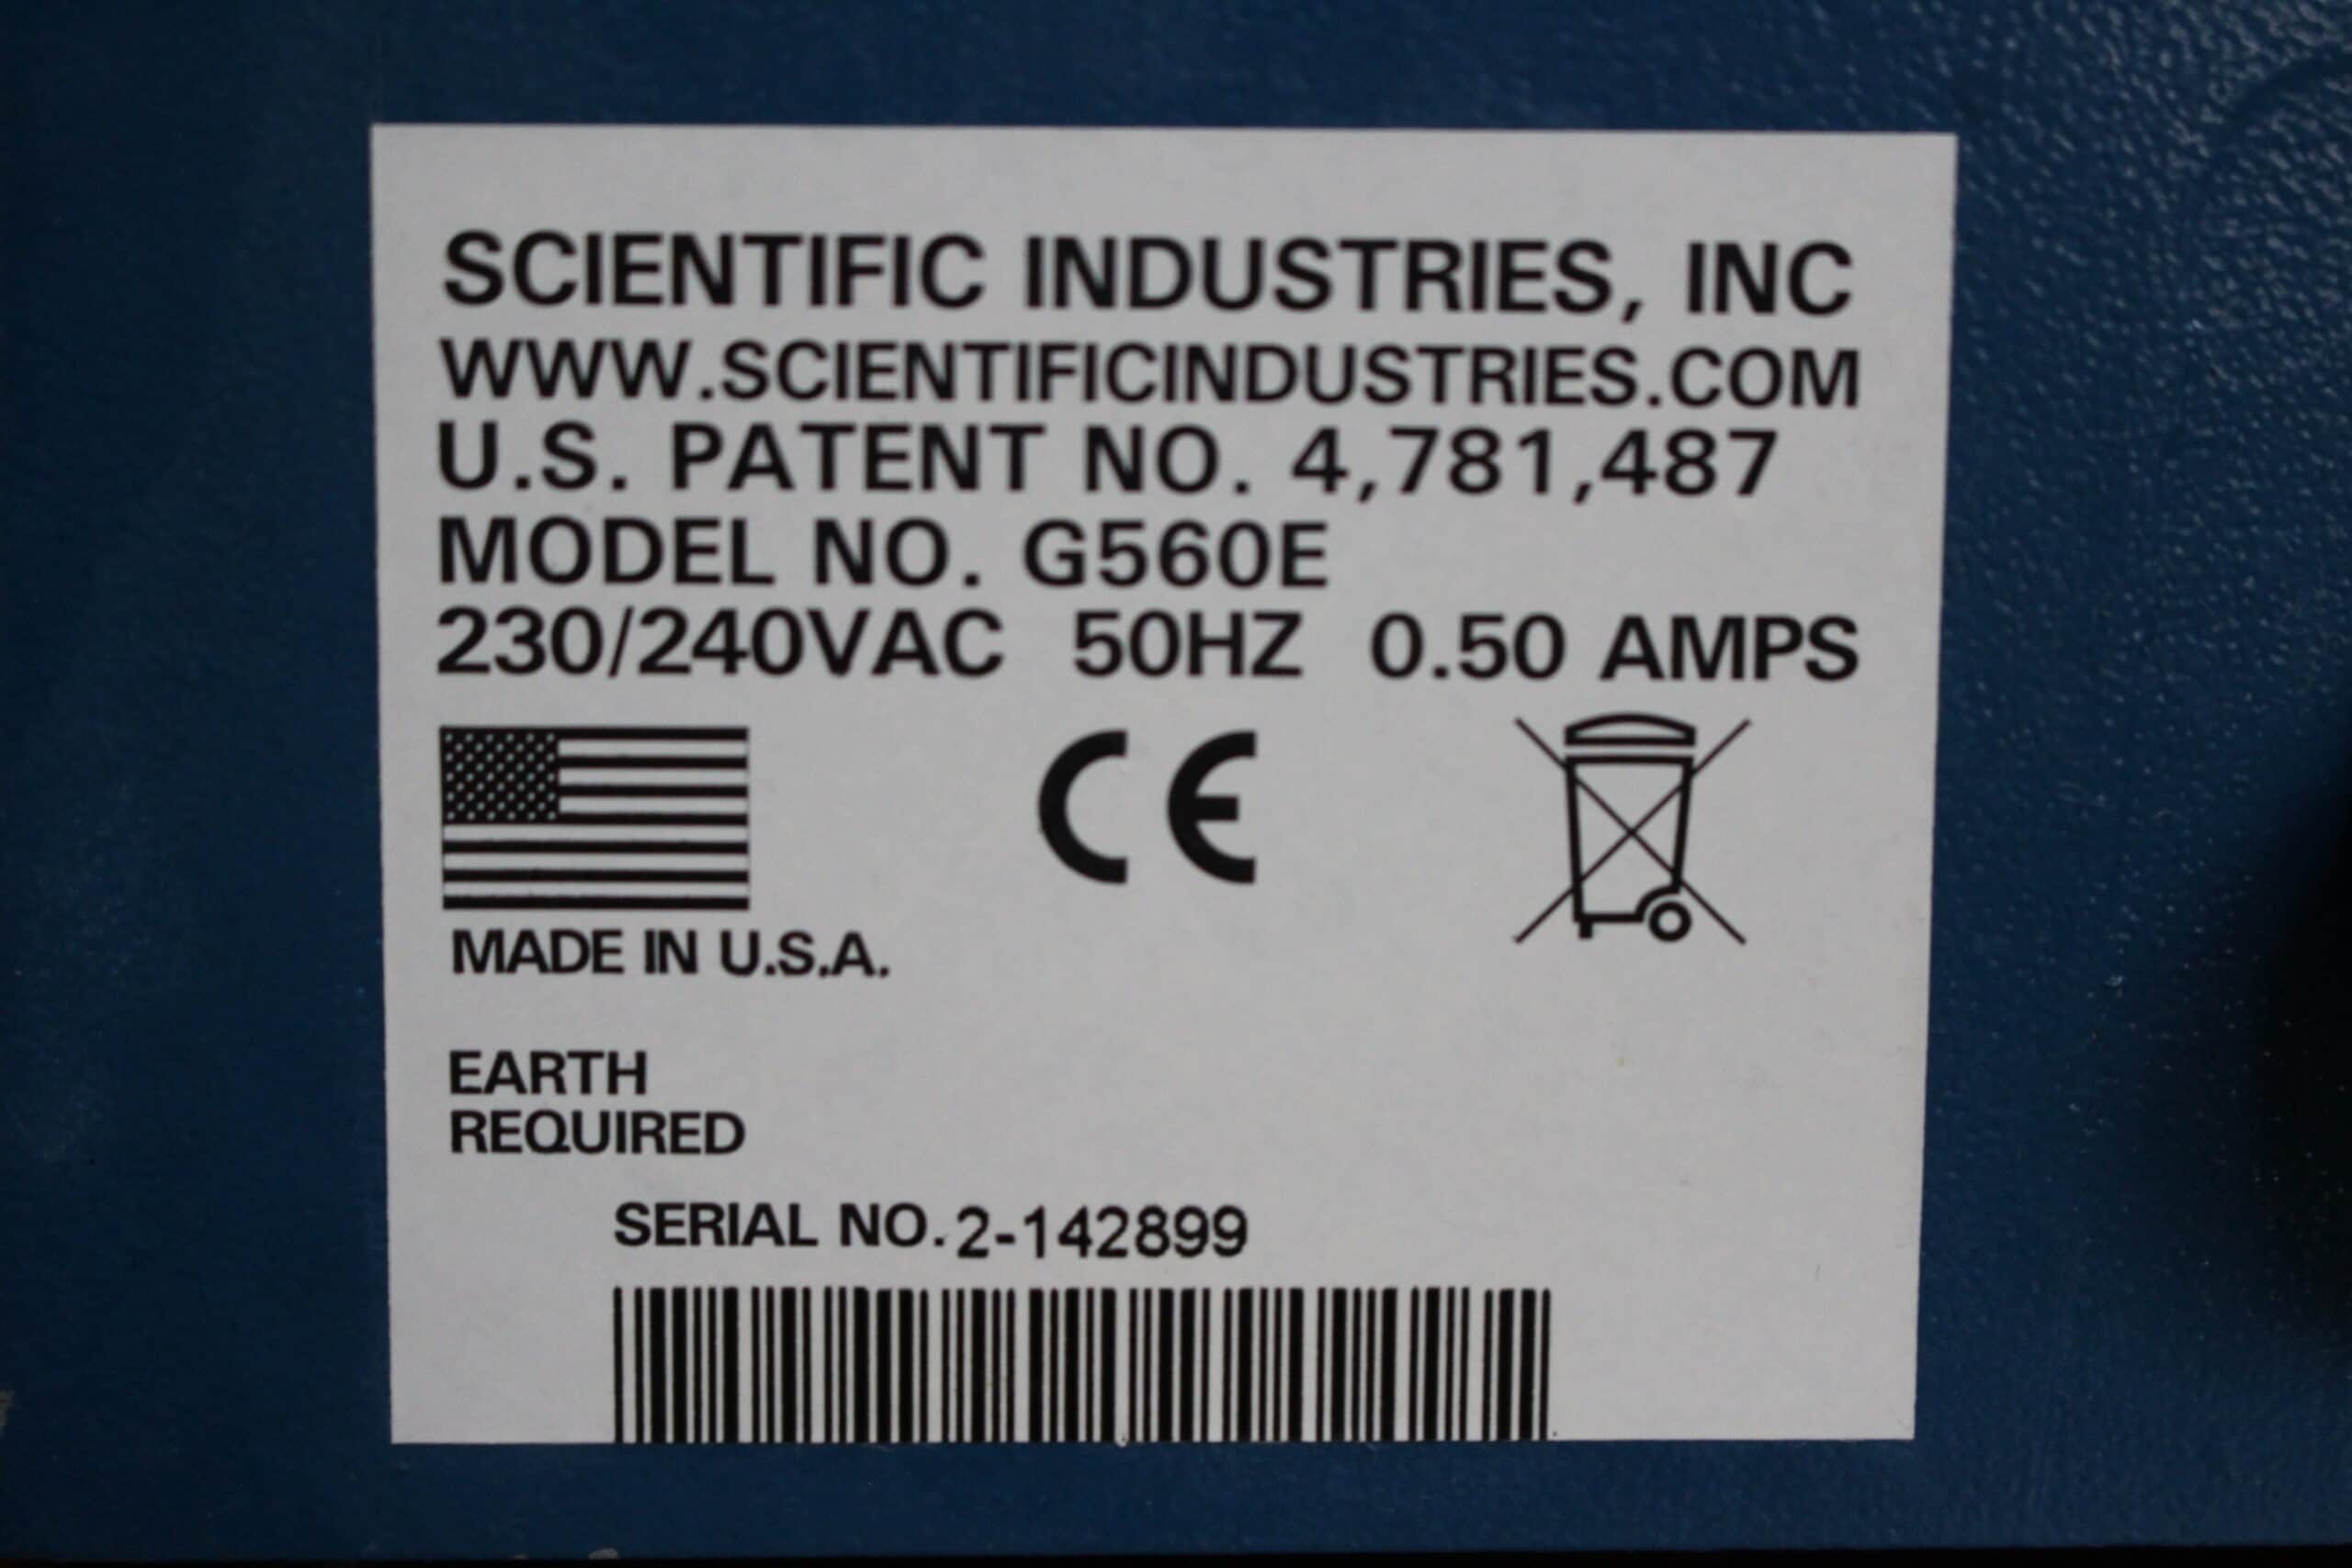 SCIENTIFIC INDUSTRIES, INC
WWW.SCIENTIFICINDUSTRIES.COM
U.S. PATENT NO. 4,781,487
MODEL NO. G560E
230/240VAC 50HZ 0.50 AMPS
CE
MADE IN U.S.A.
EARTH
REQUIRED
SERIAL NO. 2-142899